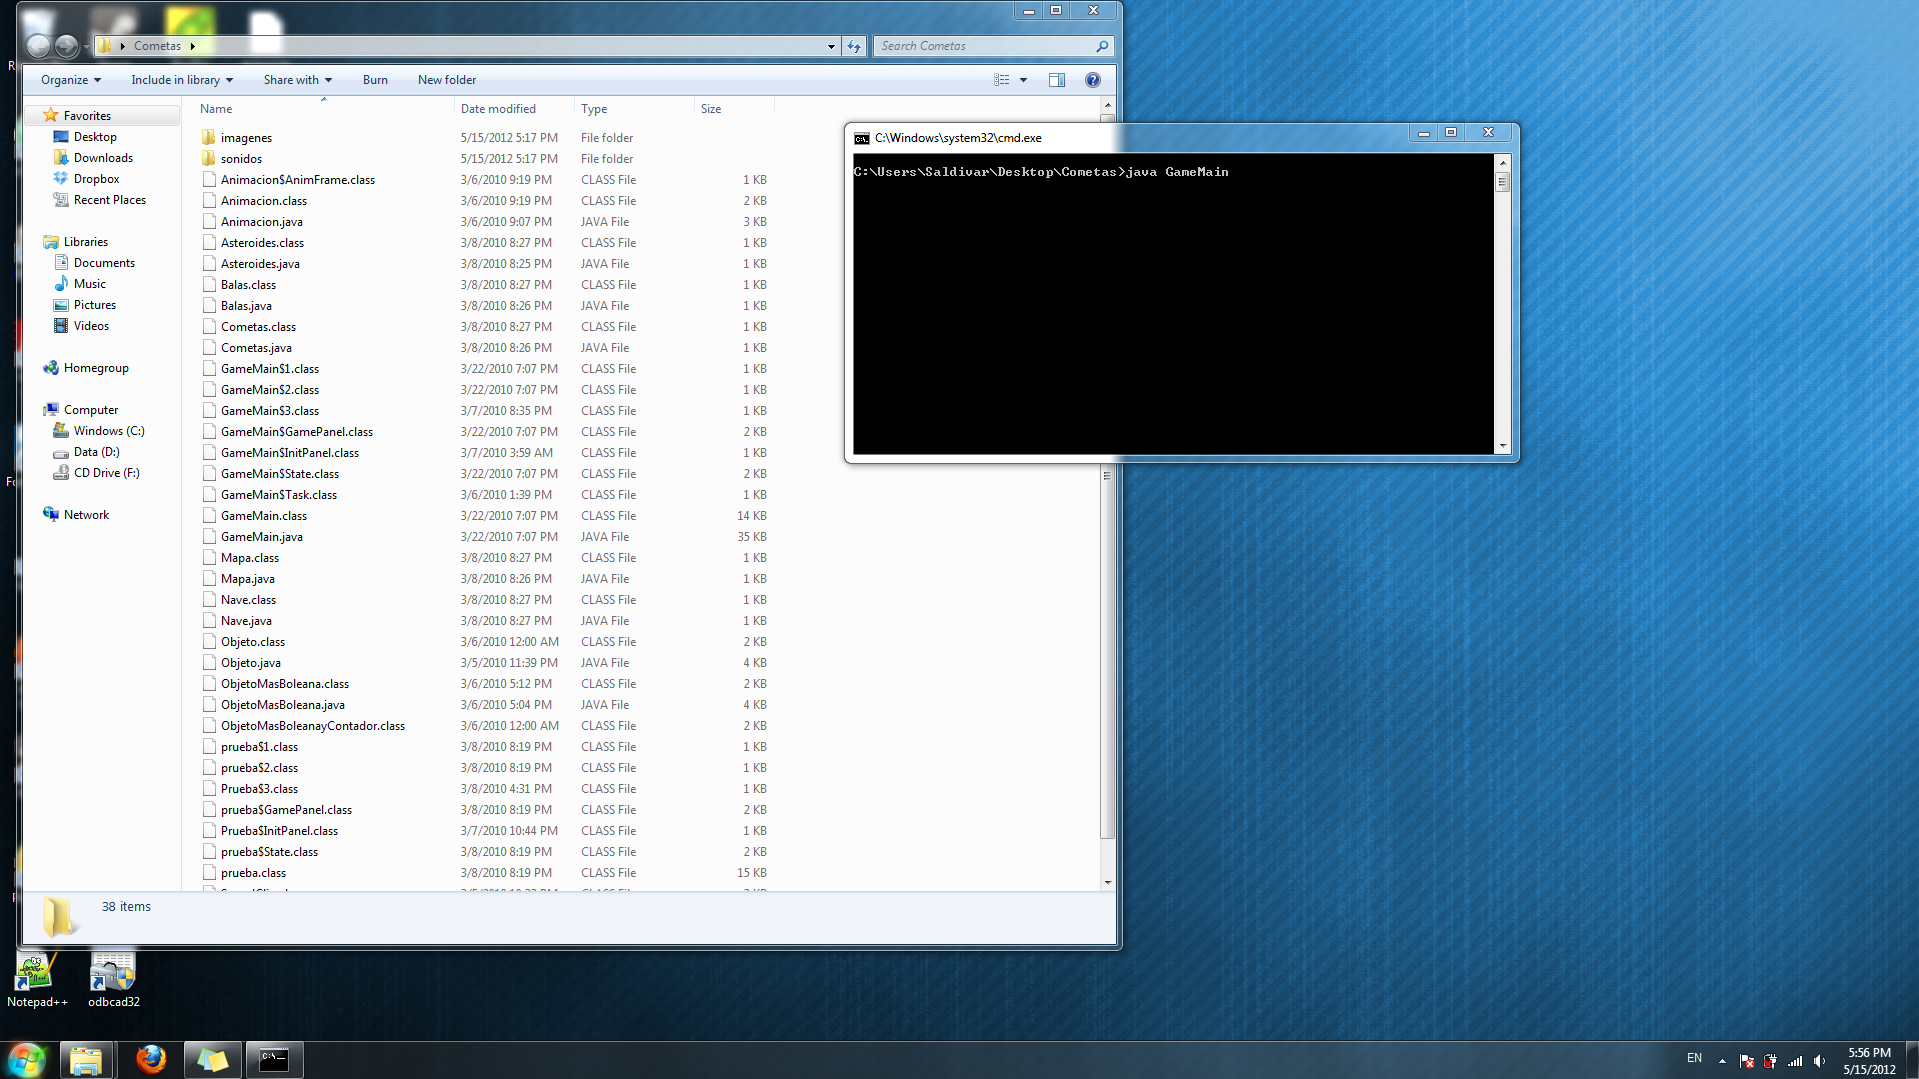 Cometas
Search Cometas
Organize
Include in library
Share with
Burn
New folder
Name Date modified Type Size
Favorites
Desktop
Downloads
Dropbox
Recent Places
Libraries
Documents
Music
Pictures
Videos
Homegroup
Computer
Windows (C:)
Data (D:)
CD Drive (F:)
Network
imagenes 5/15/2012 5:17 PM File folder
sonidos 5/15/2012 5:17 PM File folder
Animacion$AnimFrame.class 3/6/2010 9:19 PM CLASS File 1 KB
Animacion.class 3/6/2010 9:19 PM CLASS File 2 KB
Animacion.java 3/6/2010 9:07 PM JAVA File 3 KB
Asteroides.class 3/8/2010 8:27 PM CLASS File 1 KB
Asteroides.java 3/8/2010 8:25 PM JAVA File 1 KB
Balas.class 3/8/2010 8:27 PM CLASS File 1 KB
Balas.java 3/8/2010 8:26 PM JAVA File 1 KB
Cometas.class 3/8/2010 8:27 PM CLASS File 1 KB
Cometas.java 3/8/2010 8:26 PM JAVA File 1 KB
GameMain$1.class 3/22/2010 7:07 PM CLASS File 1 KB
GameMain$2.class 3/22/2010 7:07 PM CLASS File 1 KB
GameMain$3.class 3/7/2010 8:35 PM CLASS File 1 KB
GameMain$GamePanel.class 3/22/2010 7:07 PM CLASS File 2 KB
GameMain$InitPanel.class 3/7/2010 3:59 AM CLASS File 1 KB
GameMain$State.class 3/22/2010 7:07 PM CLASS File 2 KB
GameMain$Task.class 3/6/2010 1:39 PM CLASS File 1 KB
GameMain.class 3/22/2010 7:07 PM CLASS File 14 KB
GameMain.java 3/22/2010 7:07 PM JAVA File 35 KB
Mapa.class 3/8/2010 8:27 PM CLASS File 1 KB
Mapa.java 3/8/2010 8:26 PM JAVA File 1 KB
Nave.class 3/8/2010 8:27 PM CLASS File 1 KB
Nave.java 3/8/2010 8:27 PM JAVA File 1 KB
Objeto.class 3/6/2010 12:00 AM CLASS File 2 KB
Objeto.java 3/5/2010 11:39 PM JAVA File 4 KB
ObjetoMasBoleana.class 3/6/2010 5:12 PM CLASS File 2 KB
ObjetoMasBoleana.java 3/6/2010 5:04 PM JAVA File 4 KB
ObjetoMasBoleanayContador.class 3/6/2010 12:00 AM CLASS File 2 KB
prueba$1.class 3/8/2010 8:19 PM CLASS File 1 KB
prueba$2.class 3/8/2010 8:19 PM CLASS File 1 KB
Prueba$3.class 3/8/2010 4:31 PM CLASS File 1 KB
prueba$GamePanel.class 3/8/2010 8:19 PM CLASS File 2 KB
Prueba$InitPanel.class 3/7/2010 10:44 PM CLASS File 1 KB
prueba$State.class 3/8/2010 8:19 PM CLASS File 2 KB
prueba.class 3/8/2010 8:19 PM CLASS File 15 KB
38 items
C:\Windows\system32\cmd.exe
C:\Users\Saldivar\Desktop\Cometas>java GameMain
Notepad++
odbcad32
EN
5:56 PM
5/15/2012